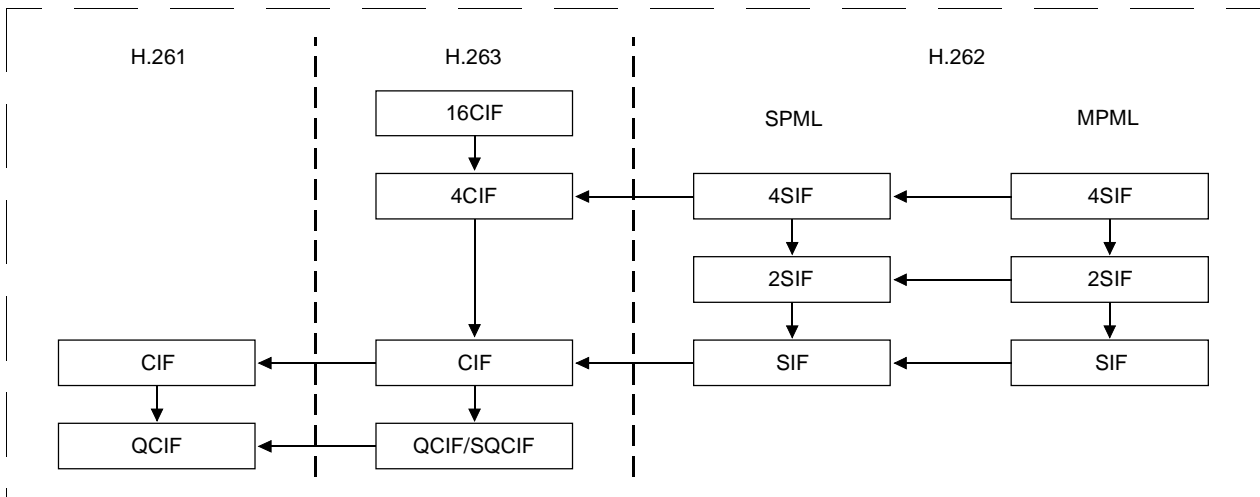 H.261 H.263 H.262
16CIF SPML MPML
4CIF 4SIF 4SIF
2SIF 2SIF
CIF CIF SIF SIF
QCIF QCIF/SQCIF